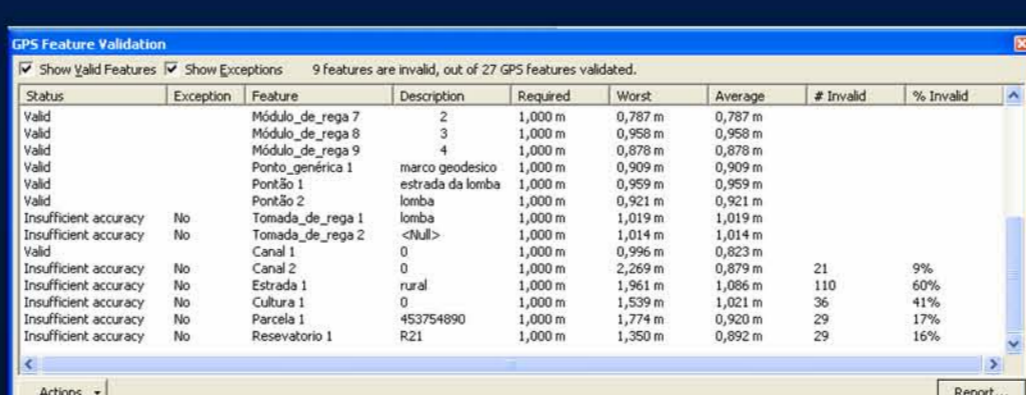 GPS Feature Validation
Show Valid Features Show Exceptions 9 features are invalid, out of 27 GPS features validated.
Status Exception Feature Description Required Worst Average # Invalid % Invalid
Valid Módulo_de_rega 7 2 1,000 m 0,787 m 0,787 m
Valid Módulo_de_rega 8 3 1,000 m 0,958 m 0,958 m
Valid Módulo_de_rega 9 4 1,000 m 0,878 m 0,878 m
Valid Ponto_genérica 1 marco geodesico 1,000 m 0,909 m 0,909 m
Valid Pontão 1 estrada da lomba 1,000 m 0,959 m 0,959 m
Valid Pontão 2 lomba 1,000 m 0,921 m 0,921 m
Insufficient accuracy No Tomada_de_rega 1 lomba 1,000 m 1,019 m 1,019 m
Insufficient accuracy No Tomada_de_rega 2 <Null> 1,000 m 1,014 m 1,014 m
Valid Canal 1 0 1,000 m 0,996 m 0,823 m
Insufficient accuracy No Canal 2 0 1,000 m 2,269 m 0,879 m 21 9%
Insufficient accuracy No Estrada 1 rural 1,000 m 1,961 m 1,086 m 110 60%
Insufficient accuracy No Cultura 1 0 1,000 m 1,539 m 1,021 m 36 41%
Insufficient accuracy No Parcela 1 453754890 1,000 m 1,774 m 0,920 m 29 17%
Insufficient accuracy No Resevatorio 1 R21 1,000 m 1,350 m 0,892 m 29 16%
Actions Report...